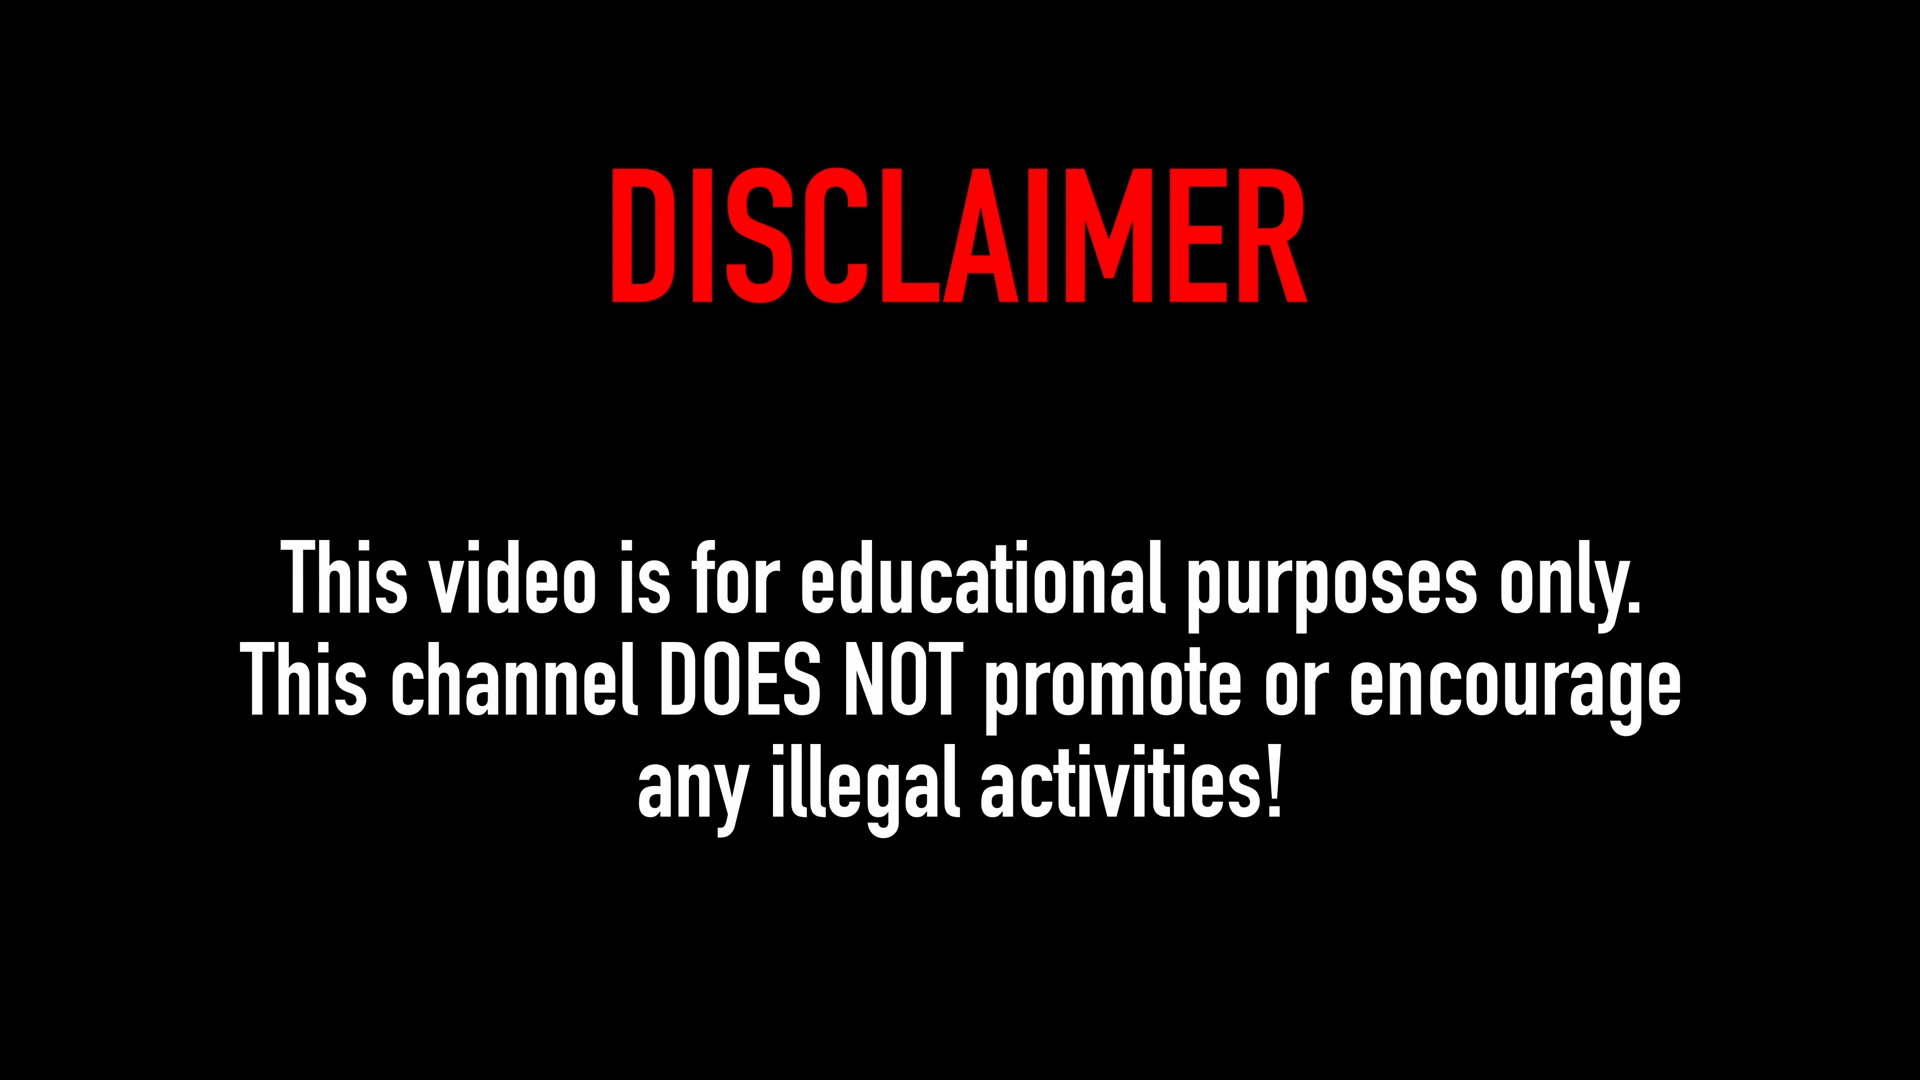 DISCLAIMER
This video is for educational purposes only.
This channel DOES NOT promote or encourage
any illegal activities!